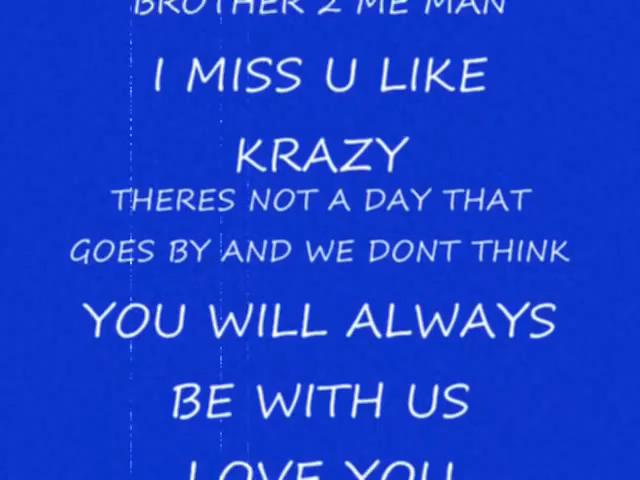 BROTHER 2 ME MAN
I MISS U LIKE
KRAZY
THERES NOT A DAY THAT
GOES BY AND WE DONT THINK
YOU WILL ALWAYS
BE WITH US
LOVE YOU